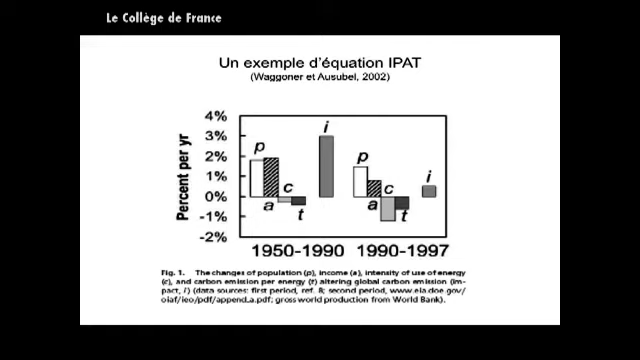 Le Collège de France
Un exemple d'équation IPAT
(Waggoner et Ausubel, 2002)
4%
3%
2%
1%
0%
-1%
-2%
Percent per yr
p
a
c
t
i
p
a
c
t
i
1950-1990
1990-1997
Fig. 1. The changes of population (p), income (a), intensity of use of energy
(c), and carbon emission per energy (t) altering global carbon emission (im-
pact, i) (data sources: first period, ref. 8; second period, www.eia.doe.gov/
oiaf/ieo/pdf/append_a.pdf; gross world production from World Bank).